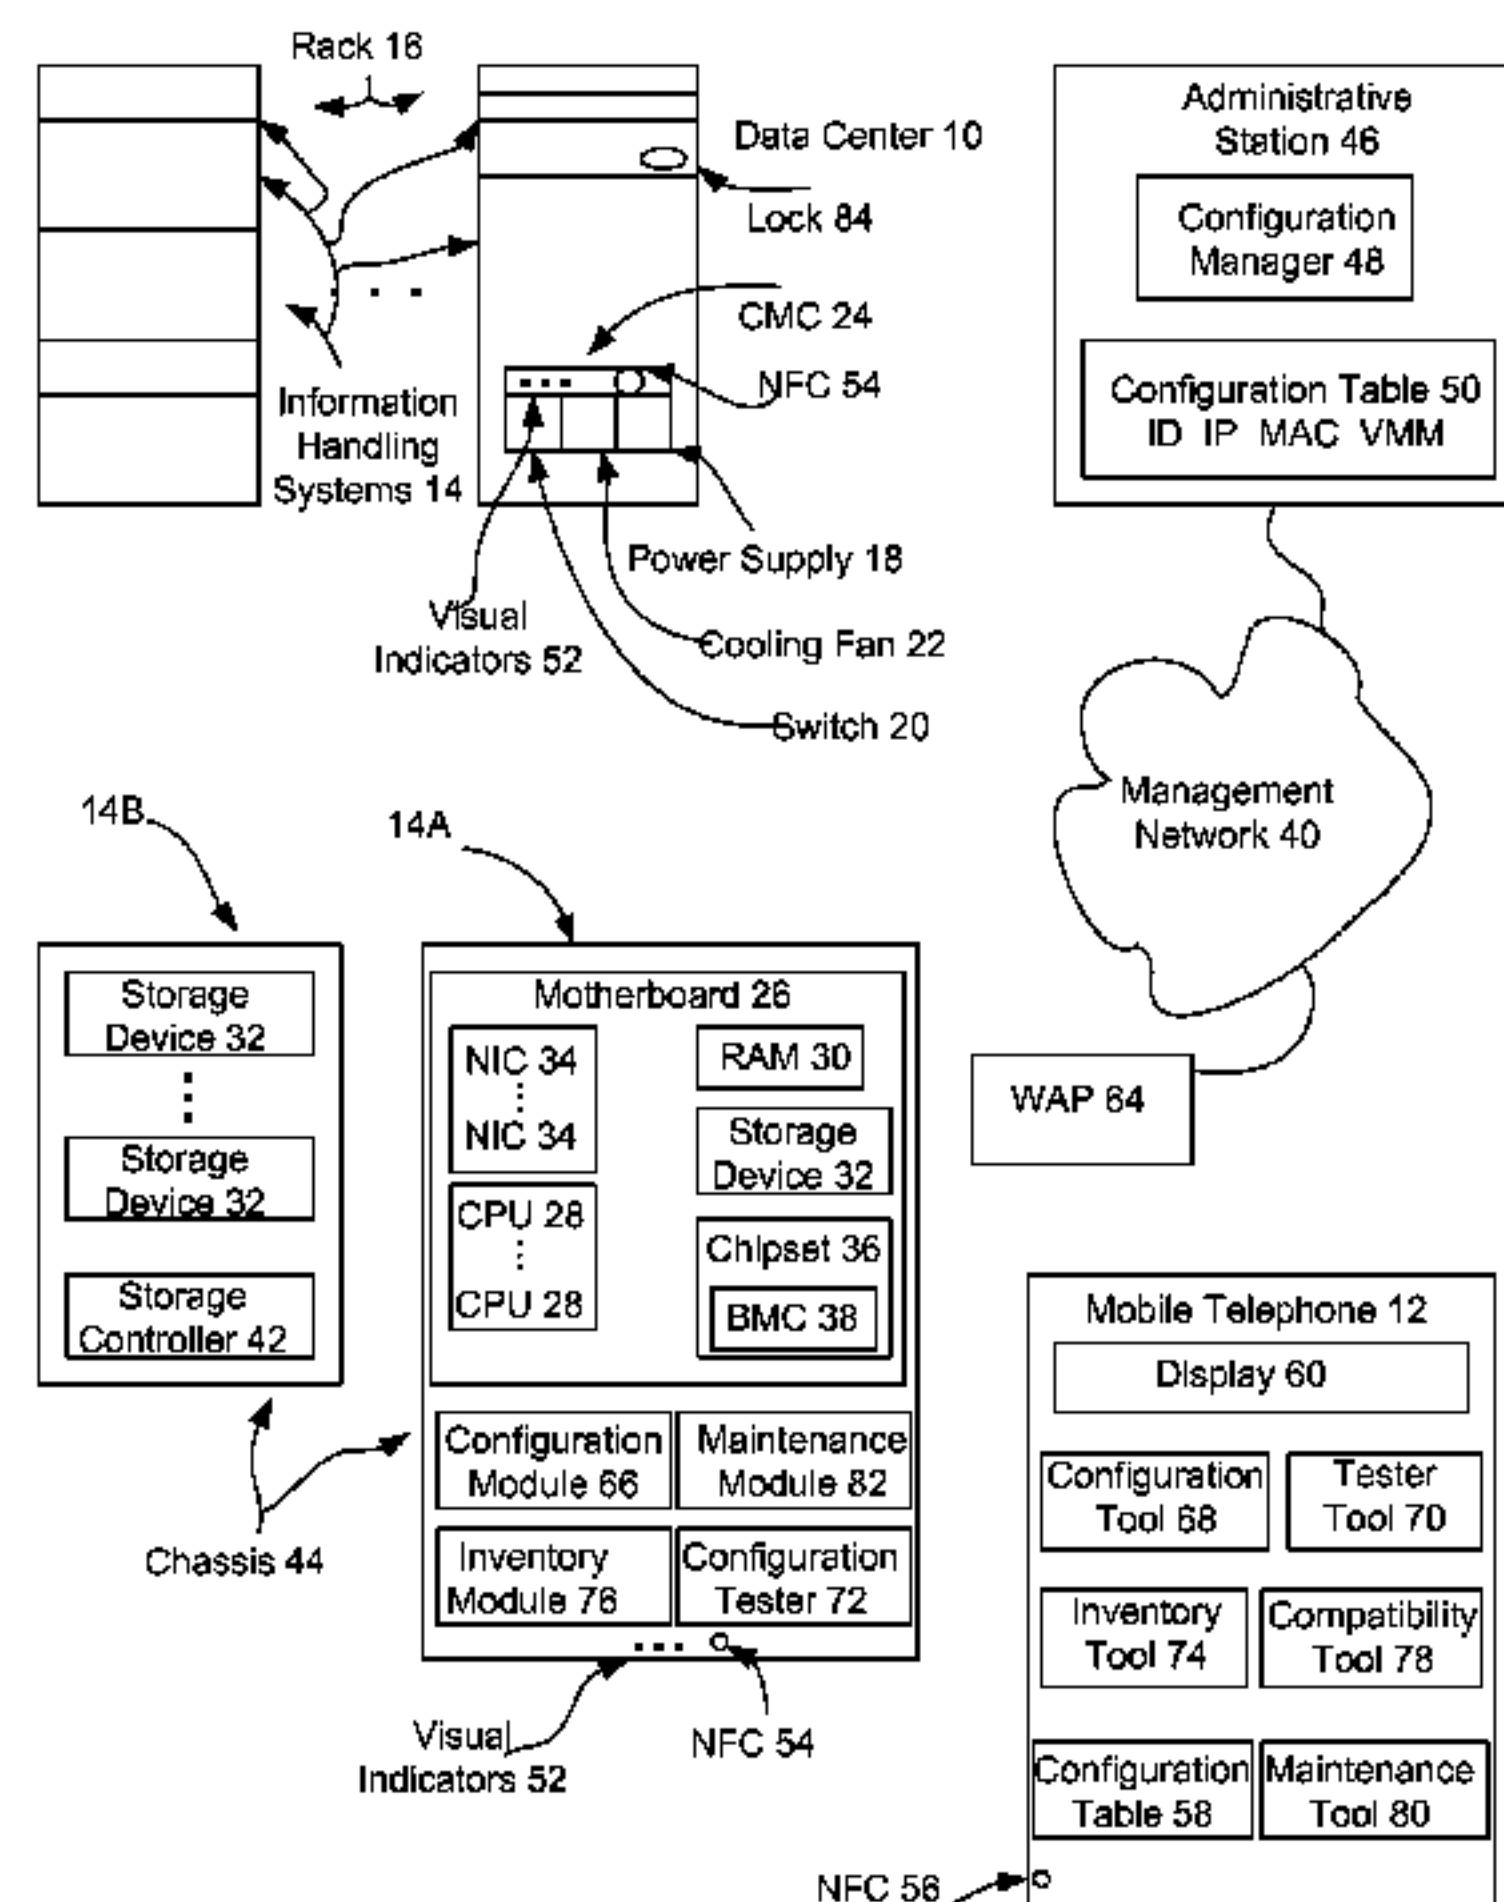 Rack 16
Data Center 10
Lock 84
CMC 24
NFC 54
Information
Handling
Systems 14
Power Supply 18
Visual
Indicators 52
Cooling Fan 22
Switch 20
Administrative
Station 46
Configuration
Manager 48
Configuration Table 50
ID IP MAC VMM
Management
Network 40
WAP 64
14B
14A
Storage
Device 32
Storage
Device 32
Storage
Controller 42
Chassis 44
Motherboard 26
NIC 34
NIC 34
CPU 28
CPU 28
RAM 30
Storage
Device 32
Chipset 36
BMC 38
Configuration
Module 66
Maintenance
Module 82
Inventory
Module 76
Configuration
Tester 72
Visual
Indicators 52
NFC 54
Mobile Telephone 12
Display 60
Configuration
Tool 68
Tester
Tool 70
Inventory
Tool 74
Compatibility
Tool 78
Configuration
Table 58
Maintenance
Tool 80
NFC 56